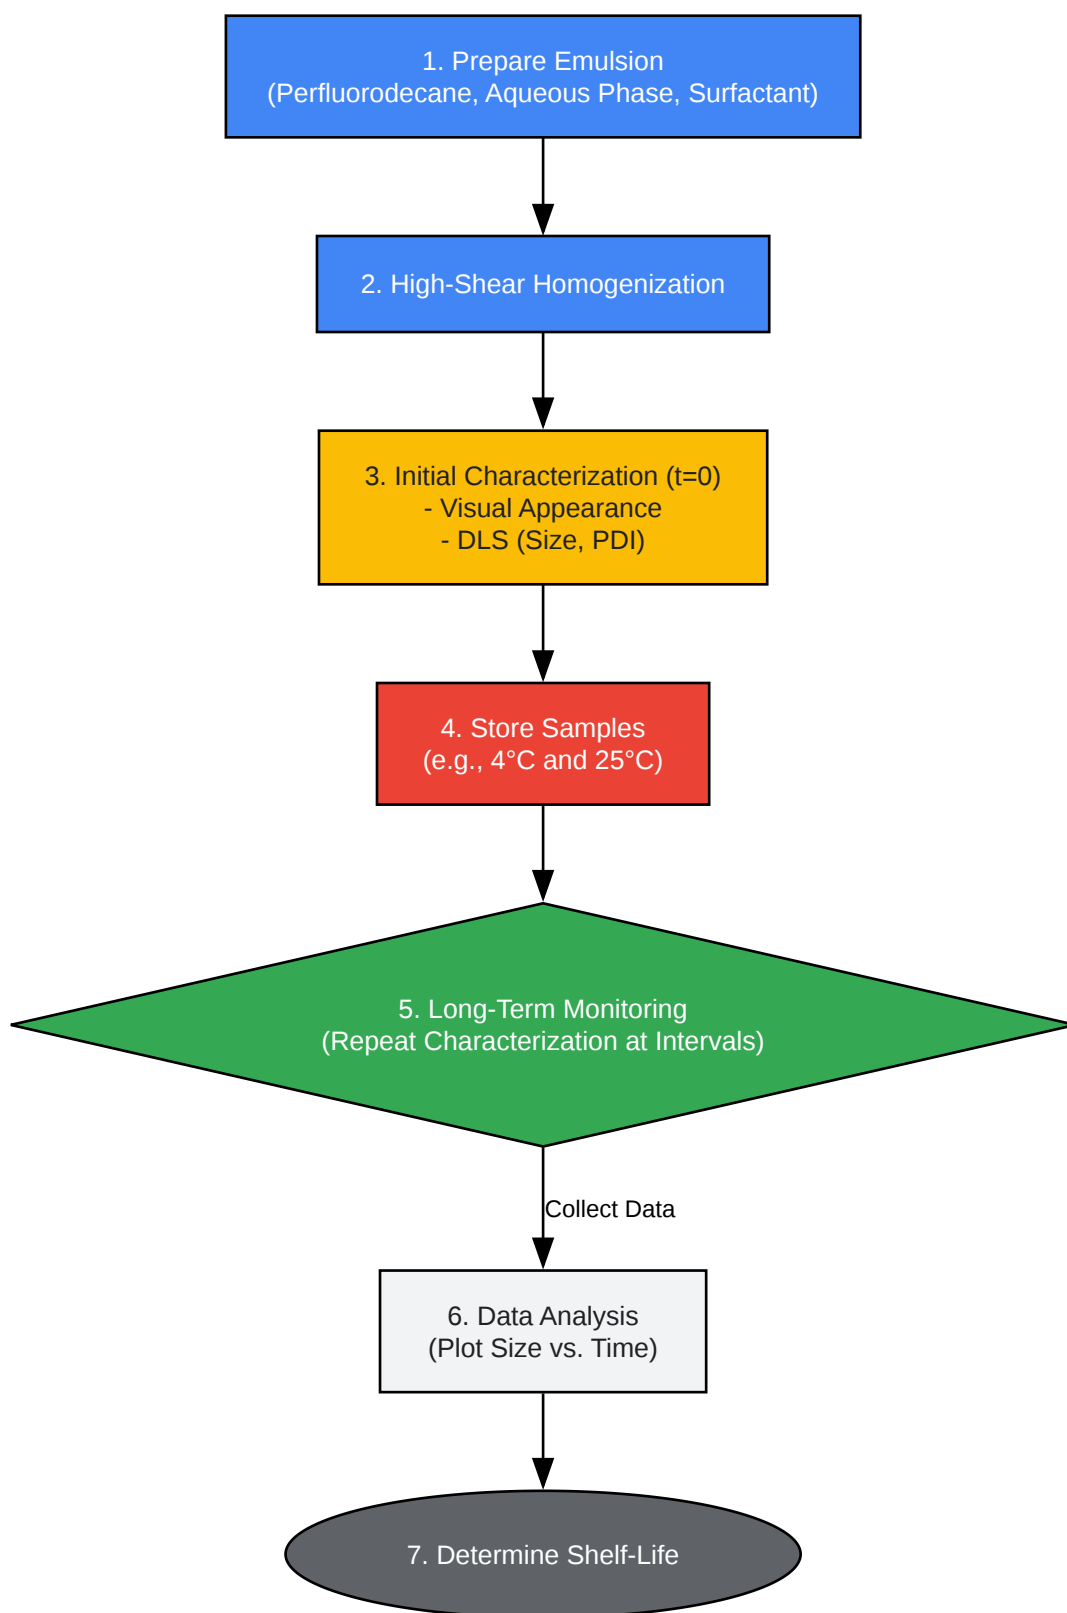 1. Prepare Emulsion
(Perfluorodecane, Aqueous Phase, Surfactant)
2. High-Shear Homogenization
3. Initial Characterization (t=0)
- Visual Appearance
- DLS (Size, PDI)
4. Store Samples
(e.g., 4°C and 25°C)
5. Long-Term Monitoring
(Repeat Characterization at Intervals)
Collect Data
6. Data Analysis
(Plot Size vs. Time)
7. Determine Shelf-Life